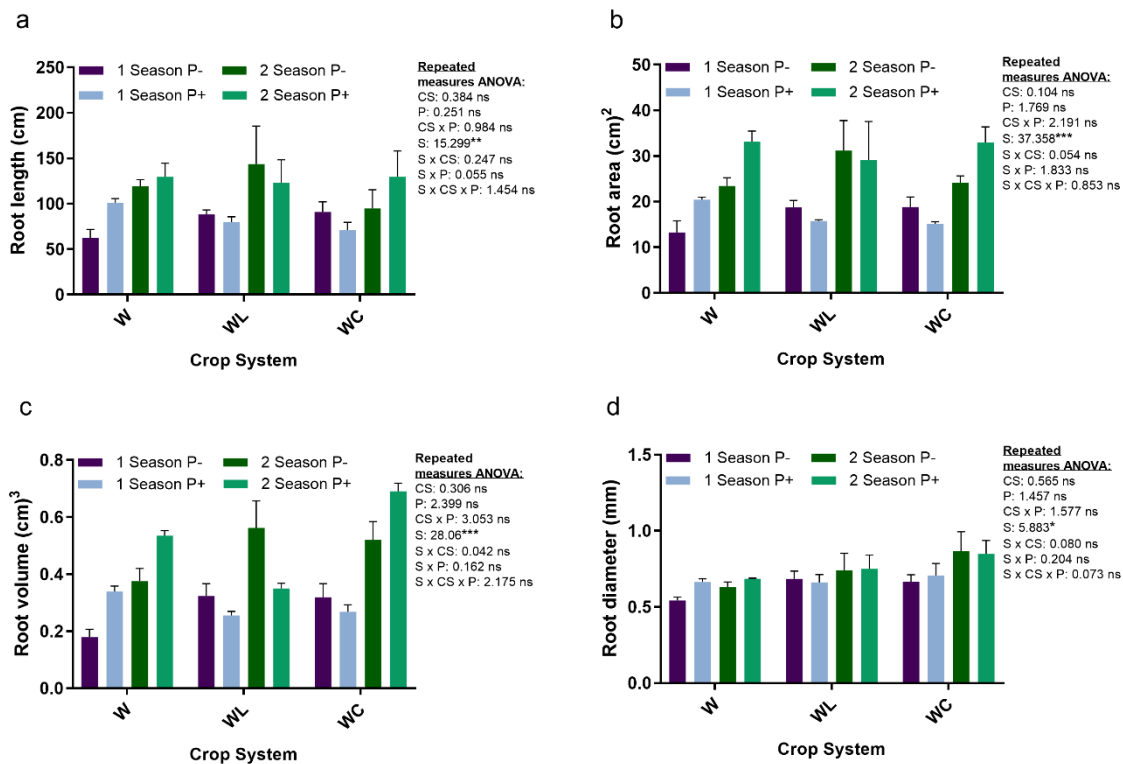 a
1 Season P-
2 Season P-
1 Season P+
2 Season P+
Root length (cm)
250
200
150
100
50
0
W
WL
WC
Crop System
Repeated
measures ANOVA:
CS: 0.384 ns
P: 0.251 ns
CS x P: 0.984 ns
S: 15.299**
S x CS: 0.247 ns
S x P: 0.055 ns
S x CS x P: 1.454 ns
b
1 Season P-
2 Season P-
1 Season P+
2 Season P+
Root area (cm)²
50
40
30
20
10
0
W
WL
WC
Crop System
Repeated
measures ANOVA:
CS: 0.104 ns
P: 1.769 ns
CS x P: 2.191 ns
S: 37.358***
S x CS: 0.054 ns
S x P: 1.833 ns
S x CS x P: 0.853 ns
c
1 Season P-
2 Season P-
1 Season P+
2 Season P+
Root volume (cm)³
0.8
0.6
0.4
0.2
0.0
W
WL
WC
Crop System
Repeated
measures ANOVA:
CS: 0.306 ns
P: 2.399 ns
CS x P: 3.053 ns
S: 28.06***
S x CS: 0.042 ns
S x P: 0.162 ns
S x CS x P: 2.175 ns
d
1 Season P-
2 Season P-
1 Season P+
2 Season P+
Root diameter (mm)
1.5
1.0
0.5
0.0
W
WL
WC
Crop System
Repeated
measures ANOVA:
CS: 0.565 ns
P: 1.457 ns
CS x P: 1.577 ns
S: 5.883*
S x CS: 0.080 ns
S x P: 0.204 ns
S x CS x P: 0.073 ns